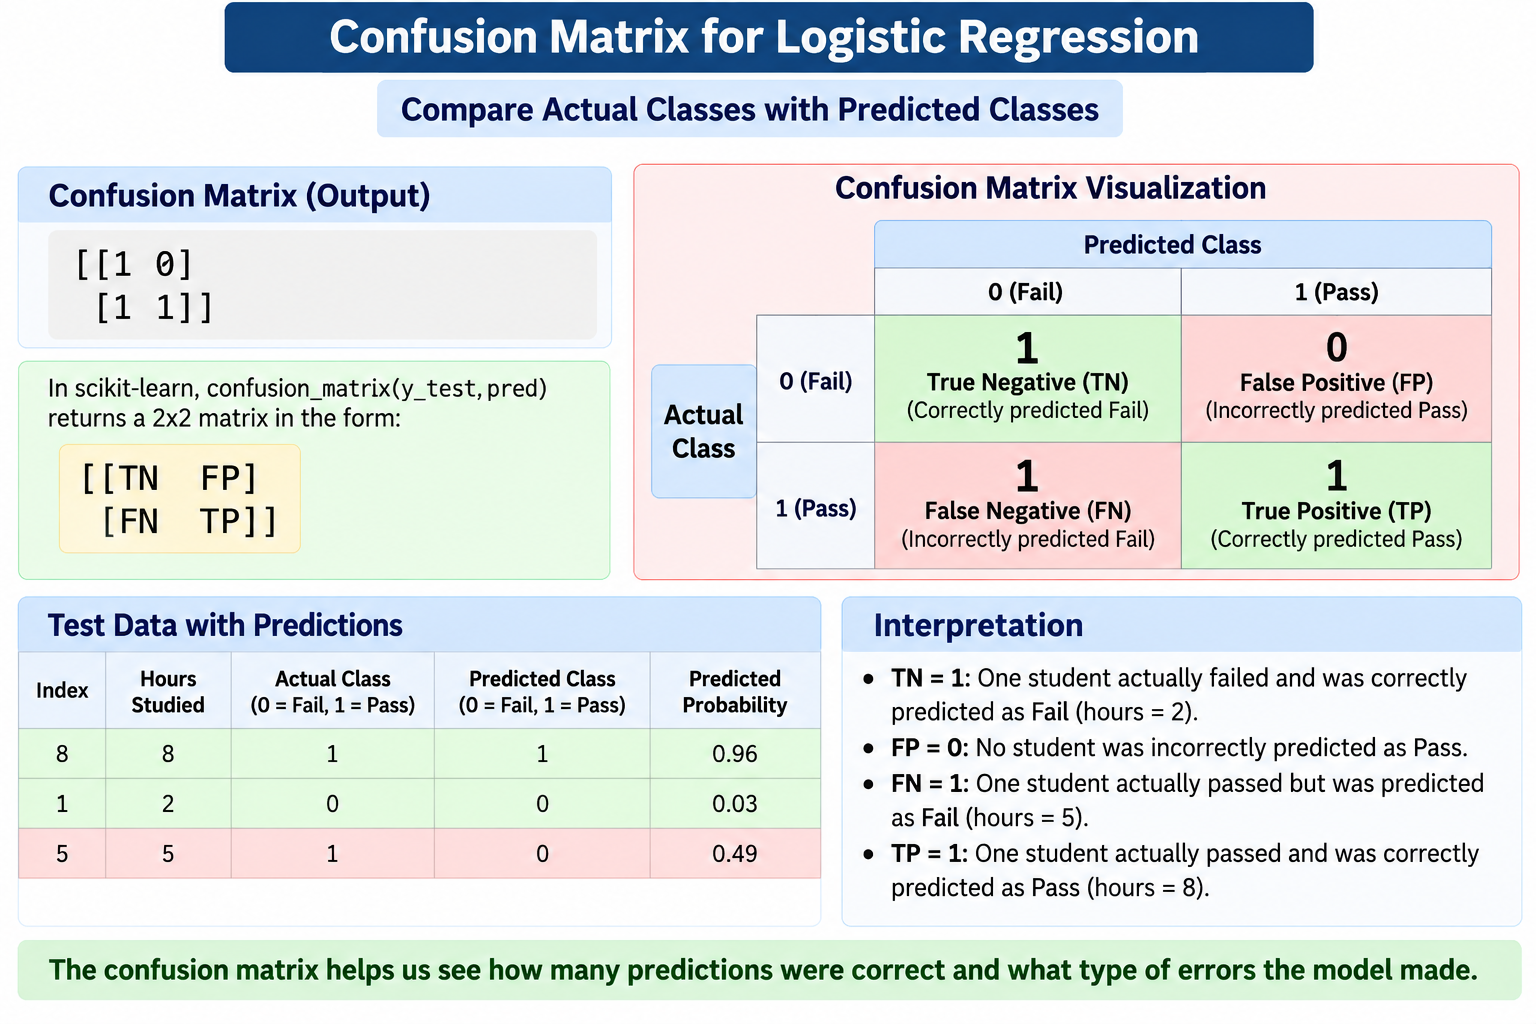 Confusion Matrix for Logistic Regression
Compare Actual Classes with Predicted Classes
Confusion Matrix (Output)
[[1 0]
[1 1]]
In scikit-learn, confusion_matrix(y_test, pred)
returns a 2x2 matrix in the form:
[[TN FP]
[FN TP]]
Confusion Matrix Visualization
Predicted Class
0 (Fail) 1 (Pass)
Actual
Class
0 (Fail)
1
True Negative (TN)
(Correctly predicted Fail)
0
False Positive (FP)
(Incorrectly predicted Pass)
1 (Pass)
1
False Negative (FN)
(Incorrectly predicted Fail)
1
True Positive (TP)
(Correctly predicted Pass)
Test Data with Predictions
Index
Hours
Studied
Actual Class
(0 = Fail, 1 = Pass)
Predicted Class
(0 = Fail, 1 = Pass)
Predicted
Probability
8 8 1 1 0.96
1 2 0 0 0.03
5 5 1 0 0.49
Interpretation
• TN = 1: One student actually failed and was correctly
predicted as Fail (hours = 2).
• FP = 0: No student was incorrectly predicted as Pass.
• FN = 1: One student actually passed but was predicted
as Fail (hours = 5).
• TP = 1: One student actually passed and was correctly
predicted as Pass (hours = 8).
The confusion matrix helps us see how many predictions were correct and what type of errors the model made.